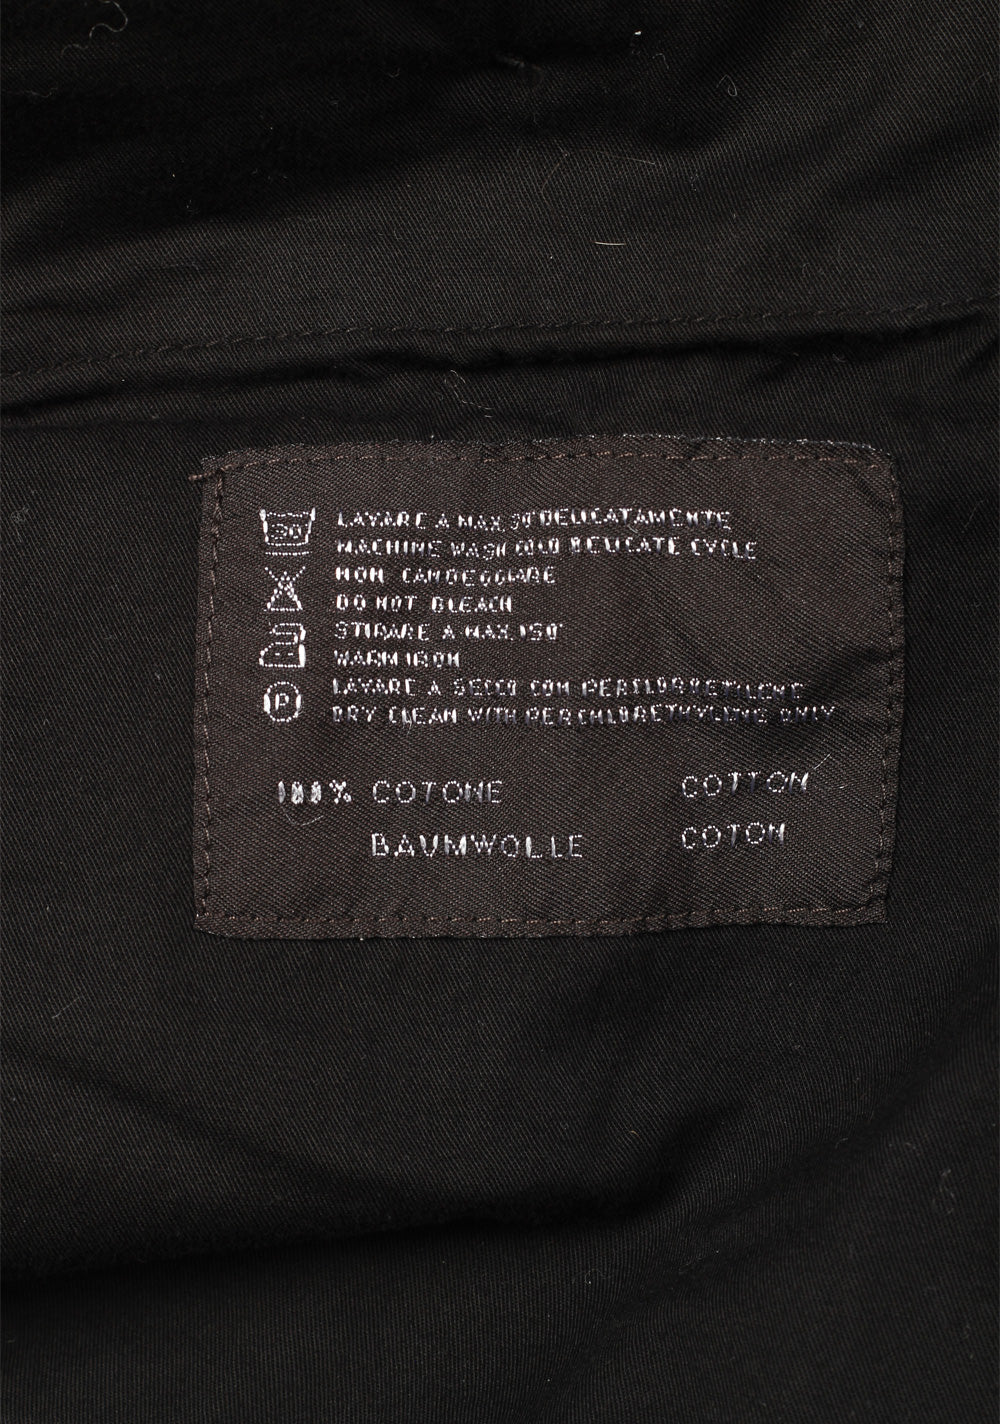 30
LAVARE A MAX 30° DELICATAMENTE
MACHINE WASH COLD DELICATE CYCLE
NON CANDEGGIARE
DO NOT BLEACH
STIRARE A MAX 150°
WARM IRON
P
LAVARE A SECCO CON PERCLOROETILENE
DRY CLEAN WITH PERCHLORETHYLENE ONLY
100% COTONE COTTON
BAUMWOLLE COTON